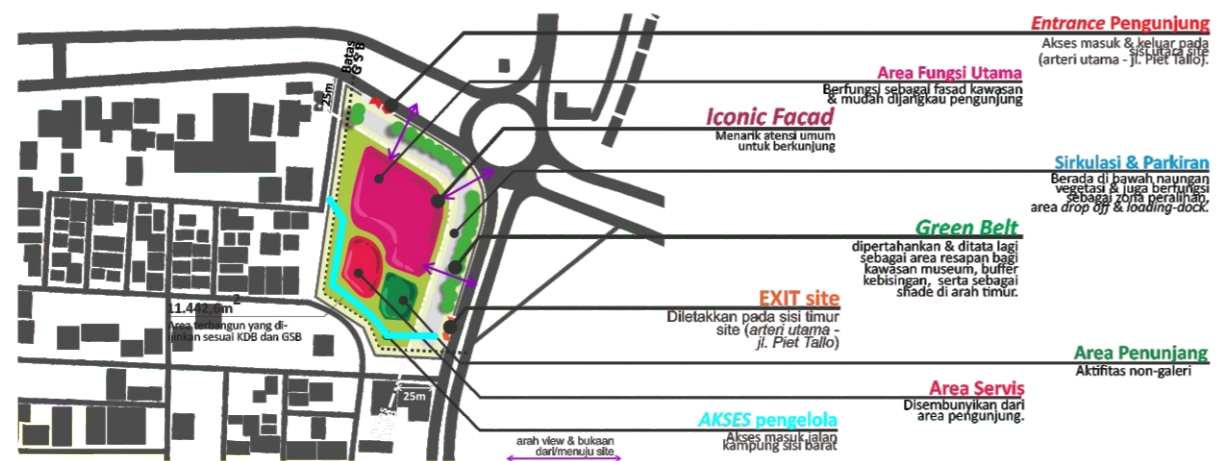 Entrance Pengunjung
Akses masuk & keluar pada
sisi utara site
(arteri utama - jl. Piet Tallo).
Area Fungsi Utama
Berfungsi sebagai fasad kawasan
& mudah dijangkau pengunjung
Iconic Facad
Menarik atensi umum
untuk berkunjung
Sirkulasi & Parkiran
Berada di bawah naungan
vegetasi & juga berfungsi
sebagai zona peralihan,
area drop off & loading-dock.
Green Belt
dipertahankan & ditata lagi
sebagai area resapan bagi
kawasan museum, buffer
kebisingan, serta sebagai
shade di arah timur.
EXIT site
Diletakkan pada sisi timur
site (arteri utama -
jl. Piet Tallo)
Area Penunjang
Aktifitas non-galeri
Area Servis
Disembunyikan dari
area pengunjung.
AKSES pengelola
Akses masuk jalan
kampung sisi barat
arah view & bukaan
dari/menuju site
Batas
GSB
25m
11.442,6m2
Area terbangun yang di-
ijinkan sesuai KDB dan GSB
25m